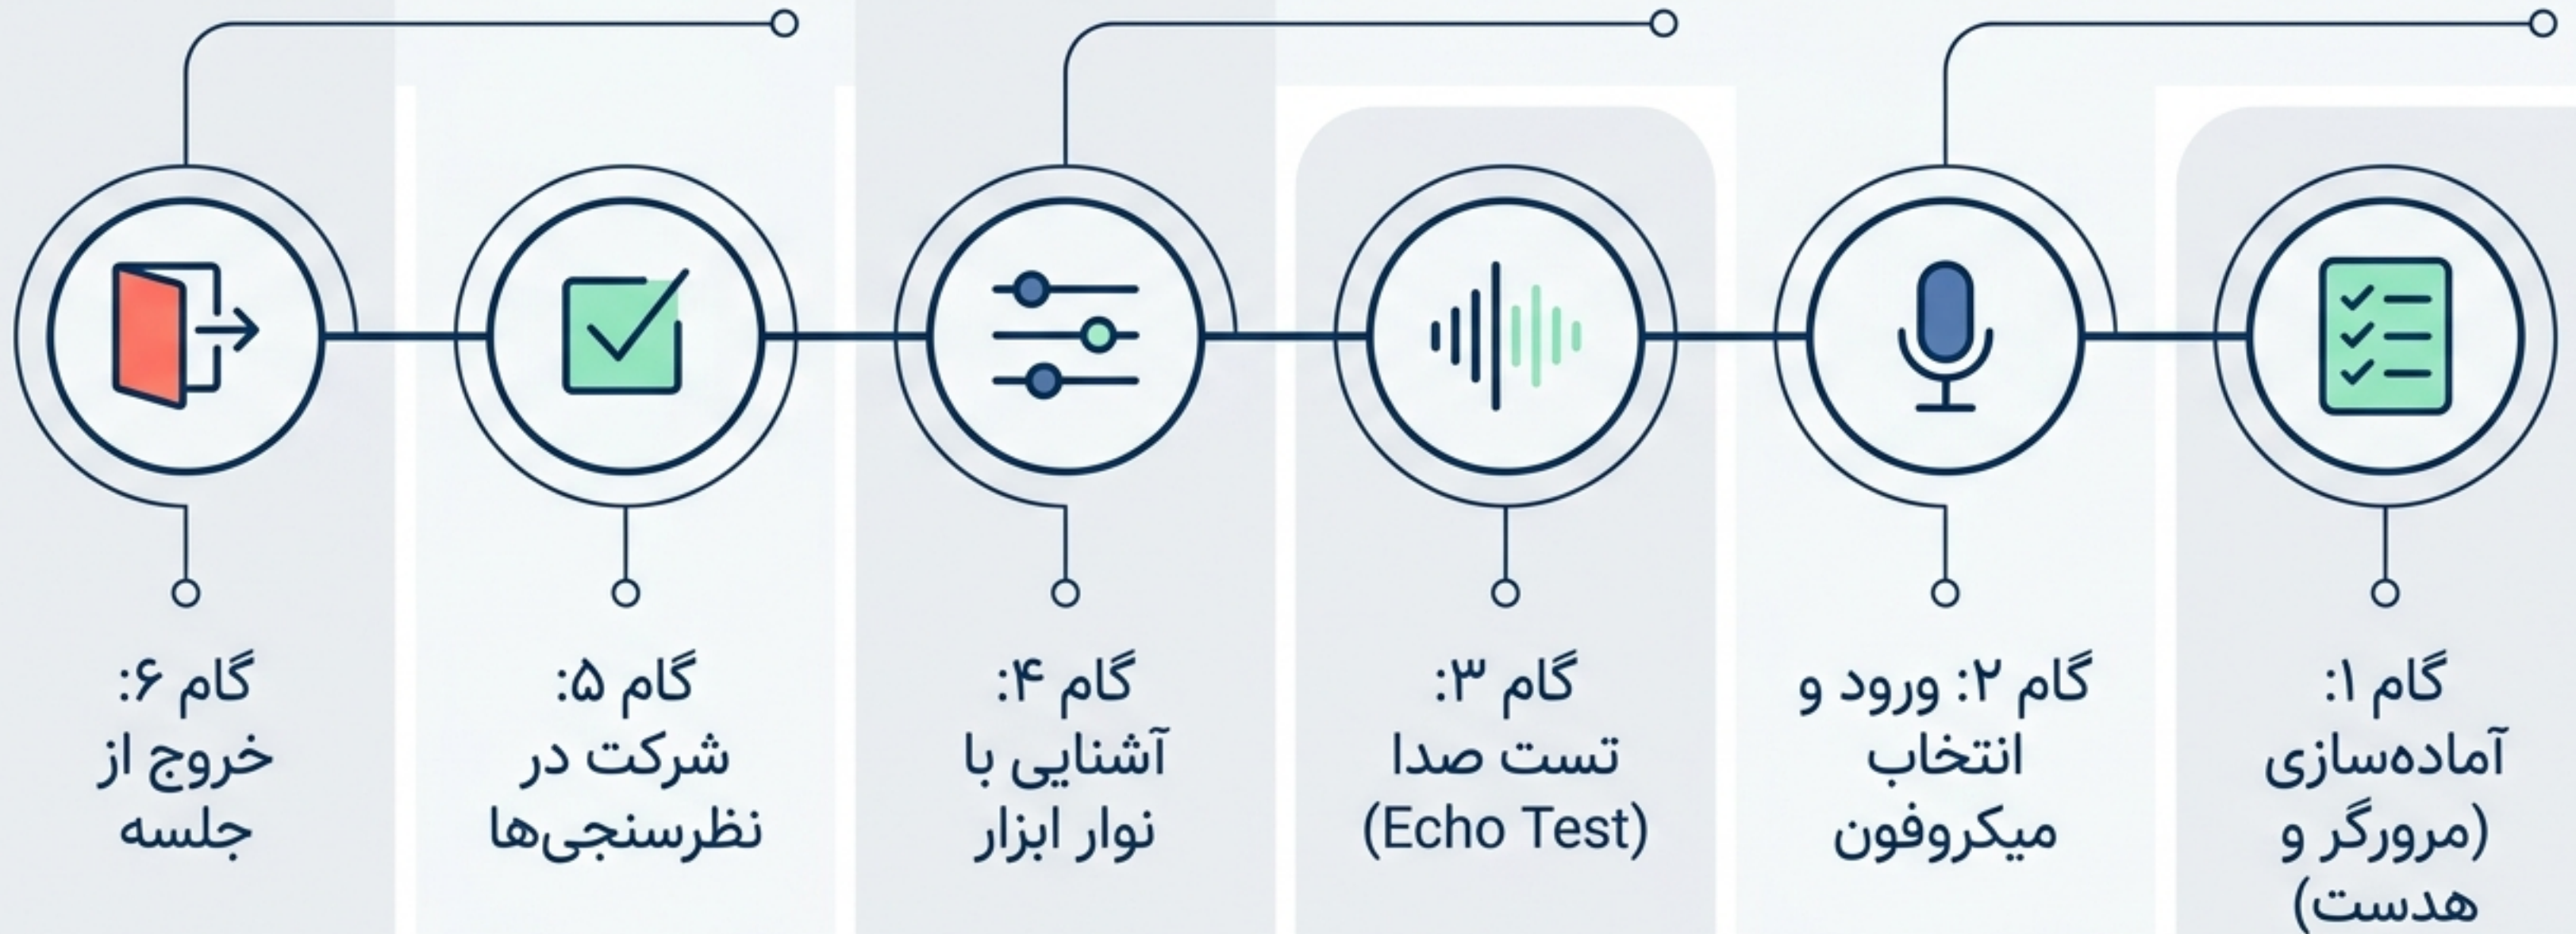 گام ۱:
آماده‌سازی
(مرورگر و
هدست)
گام ۲: ورود و
انتخاب
میکروفون
گام ۳:
تست صدا
(Echo Test)
گام ۴:
آشنایی با
نوار ابزار
گام ۵:
شرکت در
نظرسنجی‌ها
گام ۶:
خروج از
جلسه